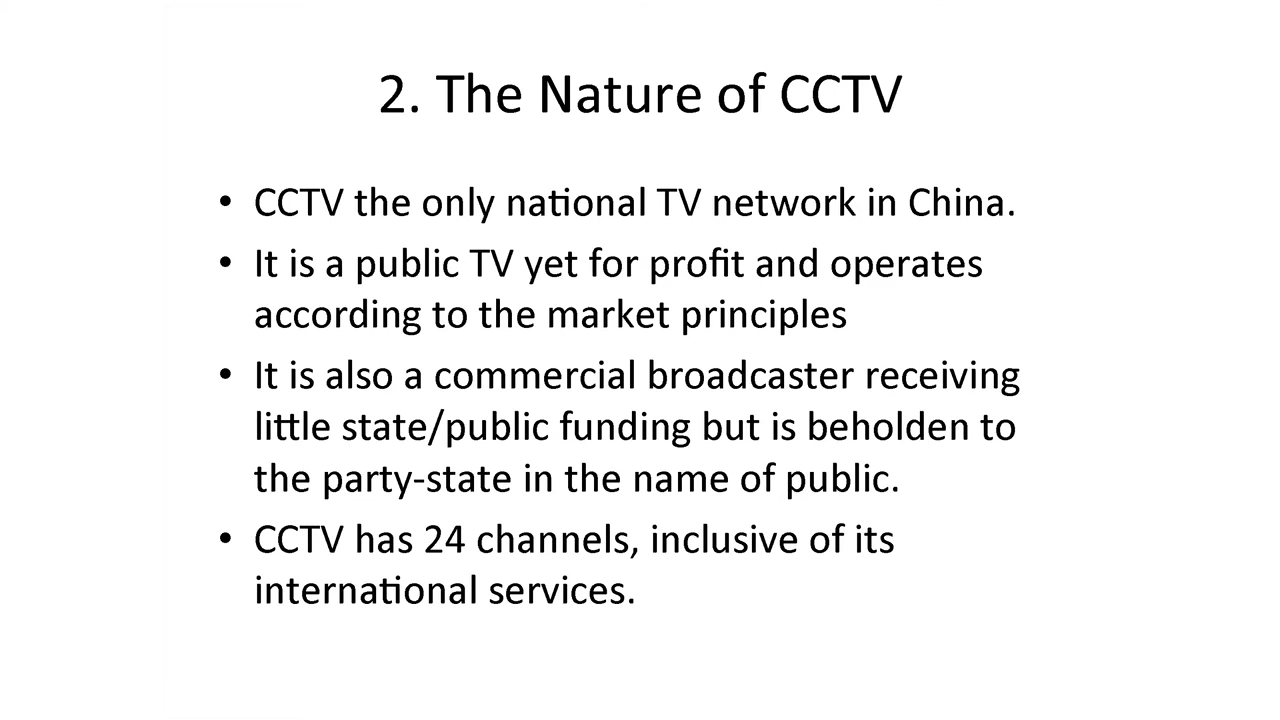 2. The Nature of CCTV
• CCTV the only national TV network in China.
• It is a public TV yet for profit and operates
according to the market principles
• It is also a commercial broadcaster receiving
little state/public funding but is beholden to
the party-state in the name of public.
• CCTV has 24 channels, inclusive of its
international services.